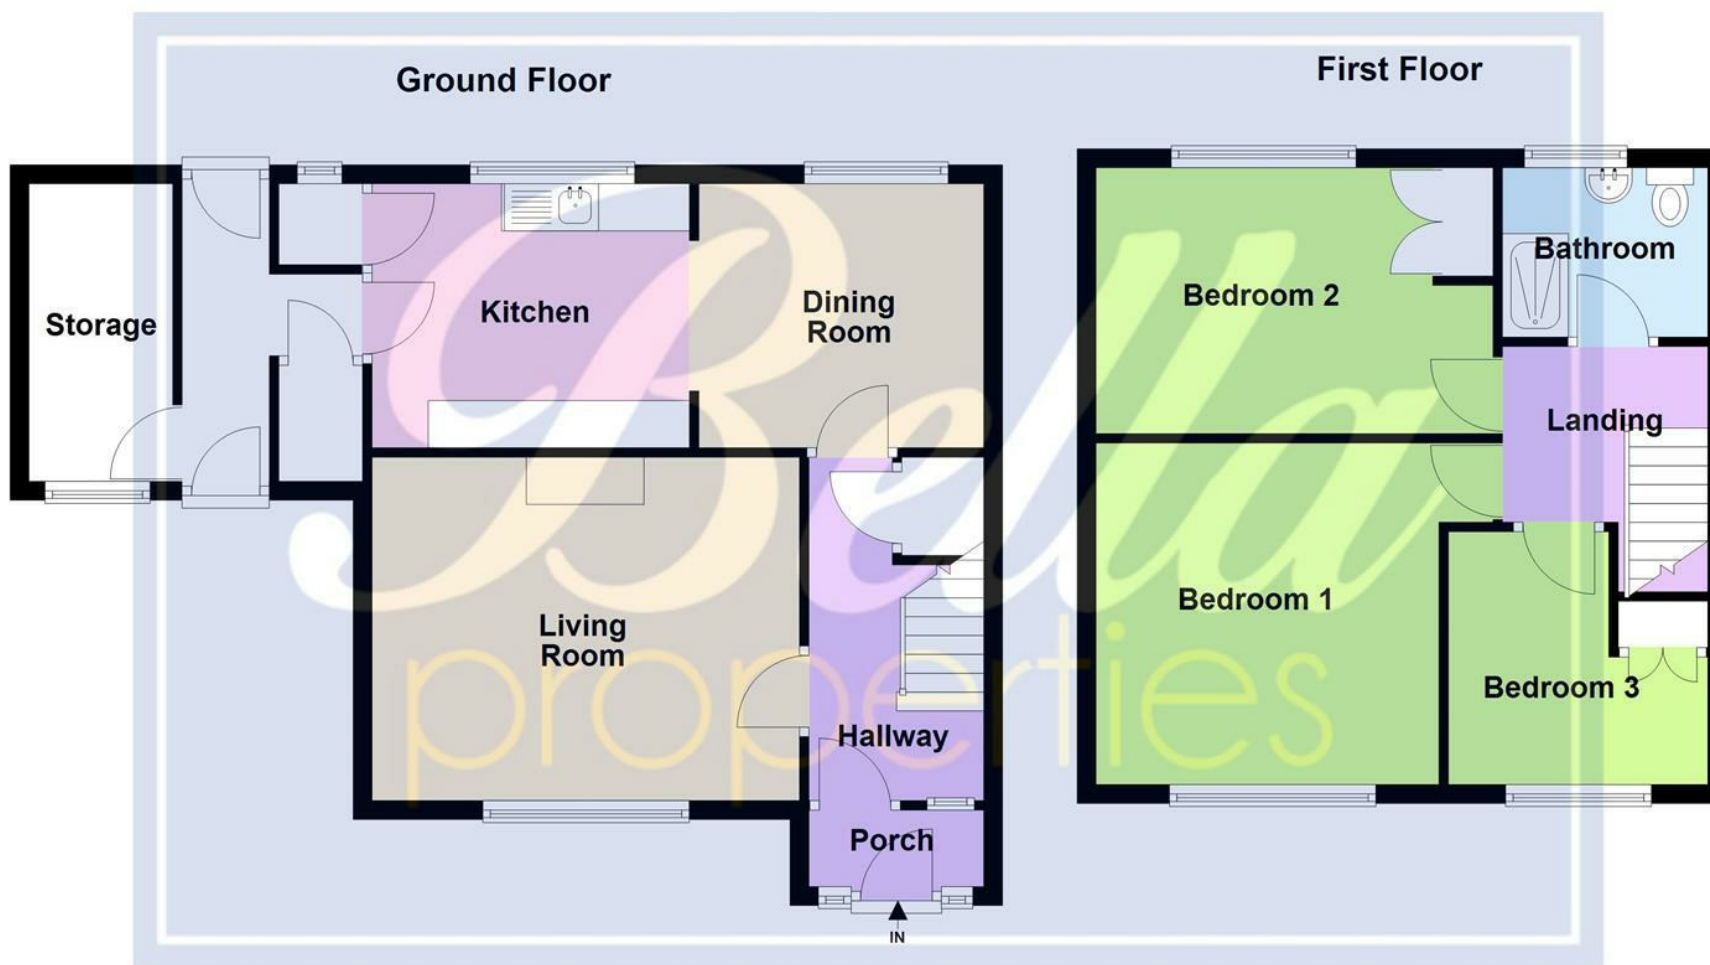 Ground Floor
First Floor
Storage
Kitchen
Dining
Room
Living
Room
Hallway
Porch
IN
Bedroom 2
Bathroom
Landing
Bedroom 1
Bedroom 3
Bella
properties